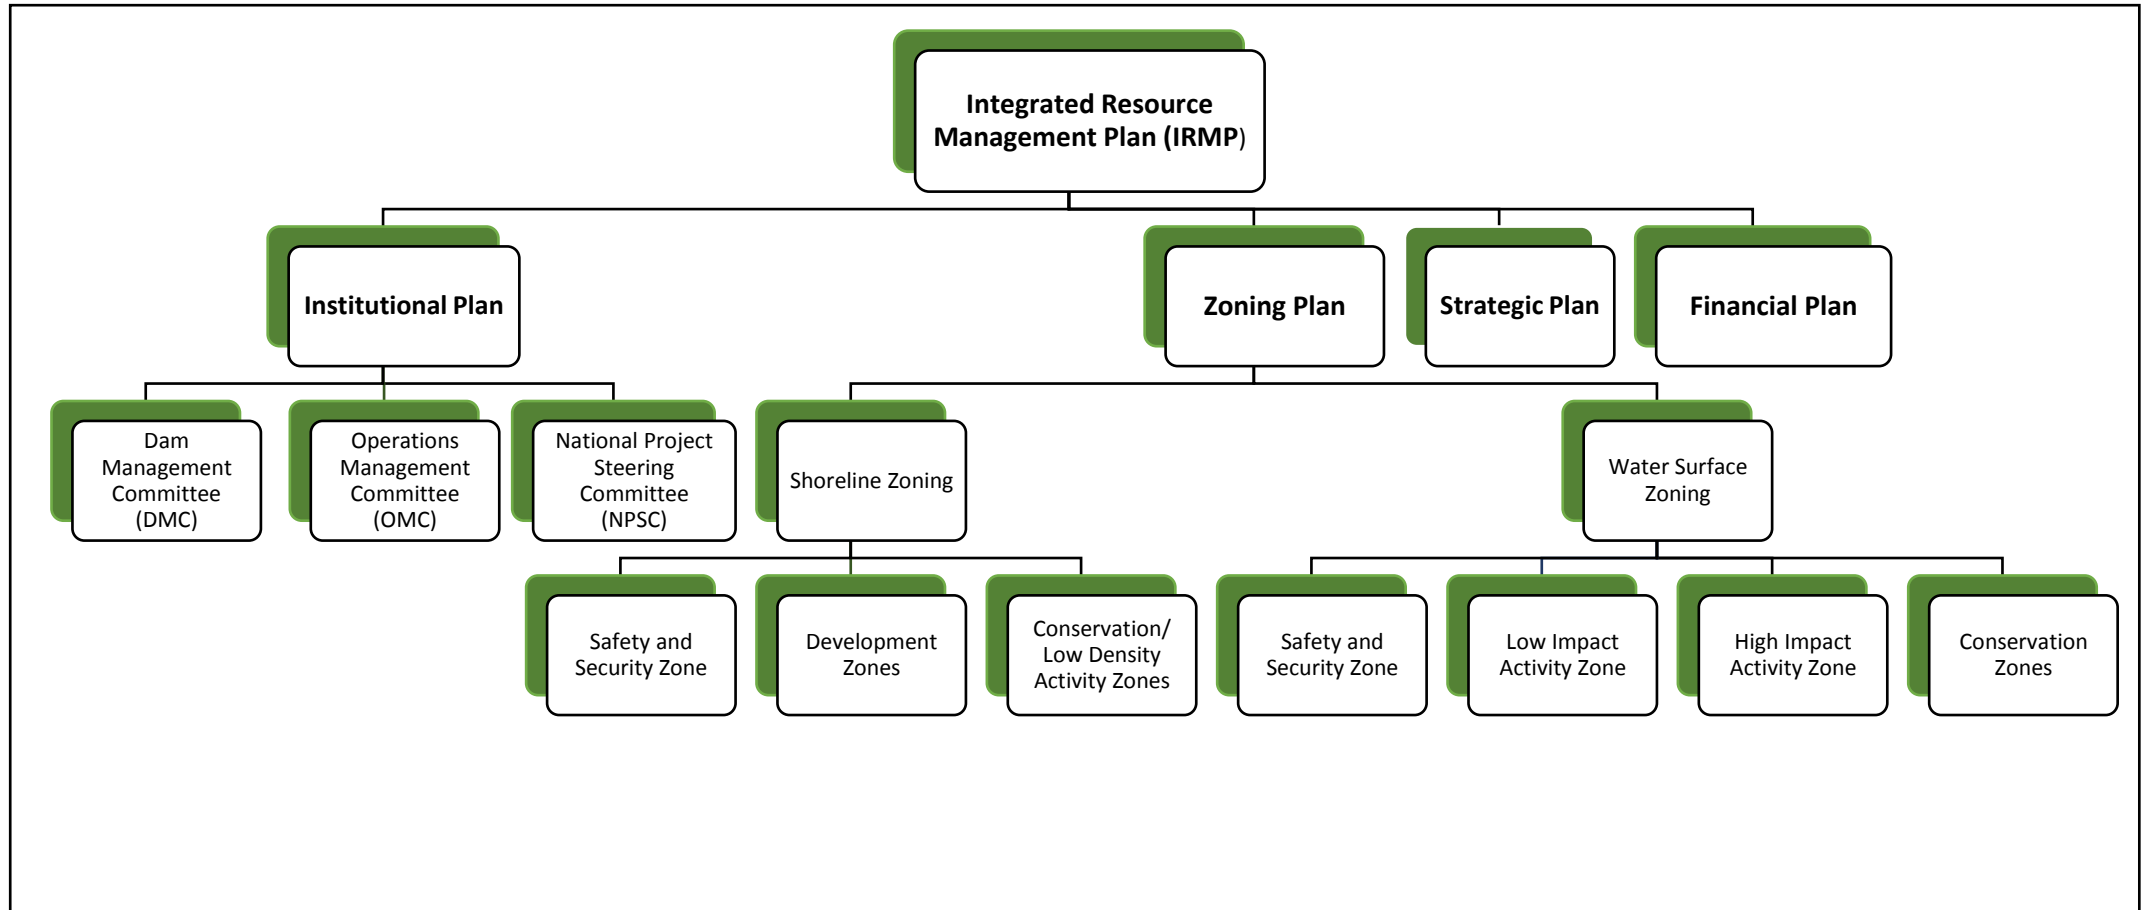 Integrated Resource
Management Plan (IRMP)
Institutional Plan
Zoning Plan
Strategic Plan
Financial Plan
Dam
Management
Committee
(DMC)
Operations
Management
Committee
(OMC)
National Project
Steering
Committee
(NPSC)
Shoreline Zoning
Water Surface
Zoning
Safety and
Security Zone
Development
Zones
Conservation/
Low Density
Activity Zones
Safety and
Security Zone
Low Impact
Activity Zone
High Impact
Activity Zone
Conservation
Zones